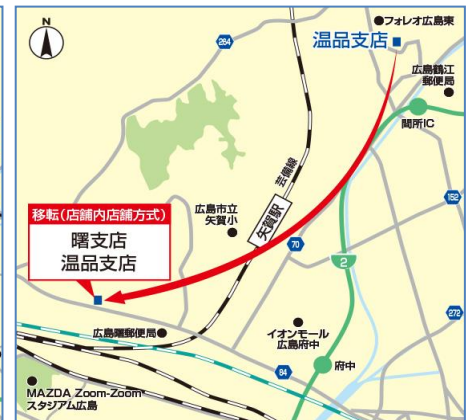 N
284
フォレオ広島東
温品支店
広島鶴江
郵便局
間所IC
芸備線
152
移転(店舗内店舗方式)
曙支店
温品支店
広島市立
矢賀小
矢賀駅
70
2
272
広島曙郵便局
イオンモール
広島府中
84
府中
MAZDA Zoom-Zoom
スタジアム広島